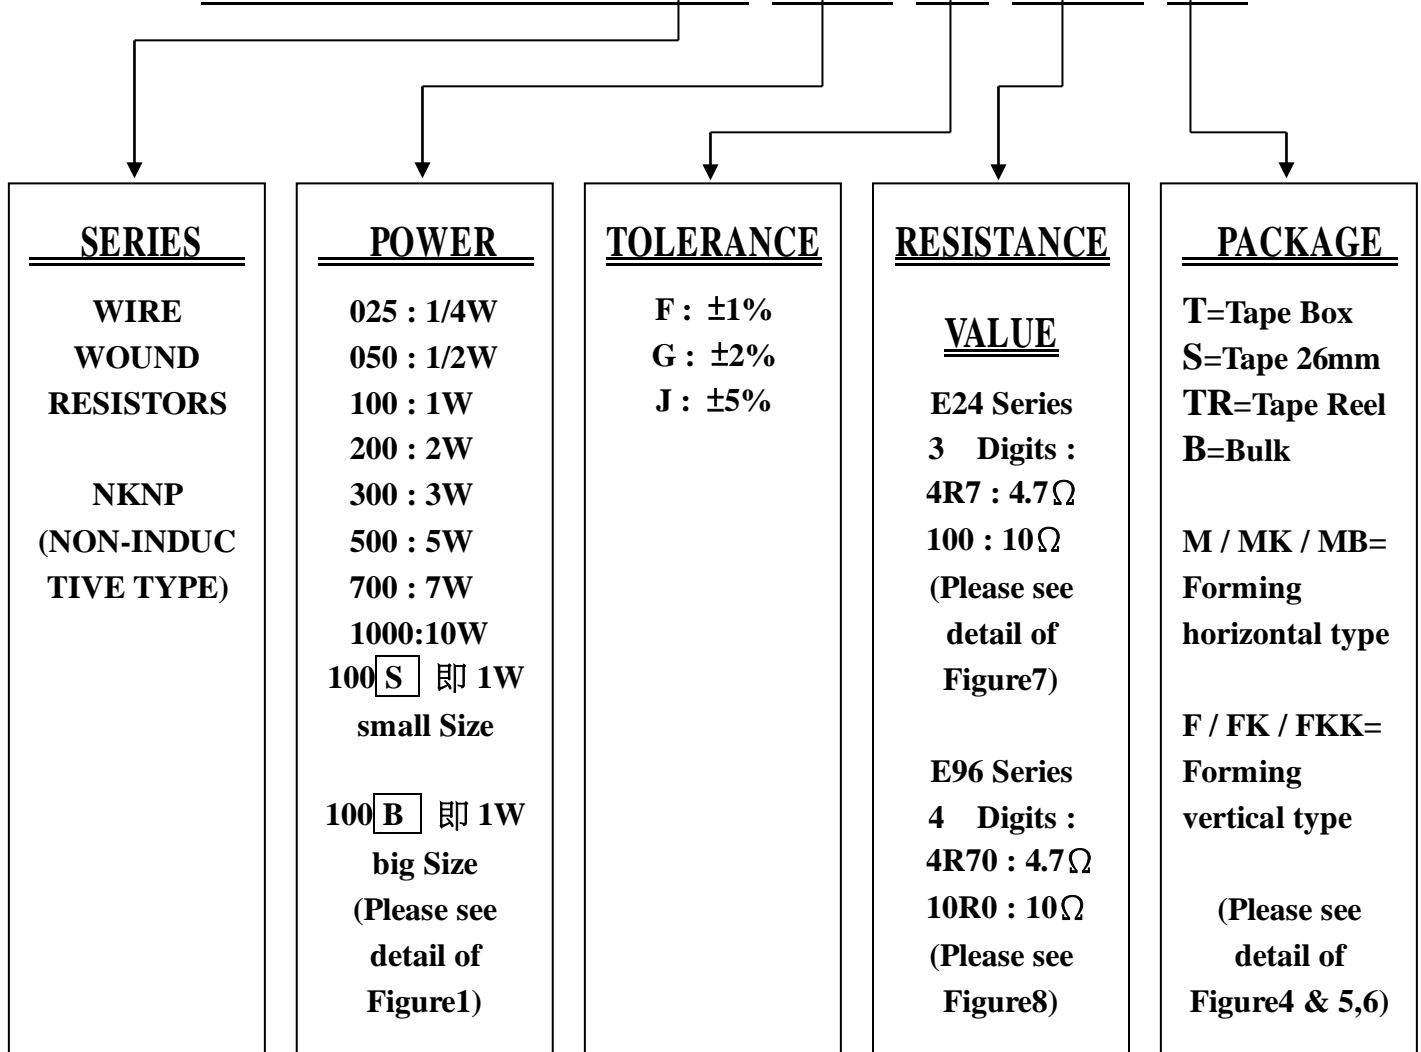 SERIES
WIRE
WOUND
RESISTORS
NKNP
(NON-INDUC
TIVE TYPE)
POWER
025 : 1/4W
050 : 1/2W
100 : 1W
200 : 2W
300 : 3W
500 : 5W
700 : 7W
1000:10W
100 S 即 1W
small Size
100 B 即 1W
big Size
(Please see
detail of
Figure1)
TOLERANCE
F : ±1%
G : ±2%
J : ±5%
RESISTANCE
VALUE
E24 Series
3 Digits :
4R7 : 4.7Ω
100 : 10Ω
(Please see
detail of
Figure7)
E96 Series
4 Digits :
4R70 : 4.7Ω
10R0 : 10Ω
(Please see
Figure8)
PACKAGE
T=Tape Box
S=Tape 26mm
TR=Tape Reel
B=Bulk
M / MK / MB=
Forming
horizontal type
F / FK / FKK=
Forming
vertical type
(Please see
detail of
Figure4 & 5,6)